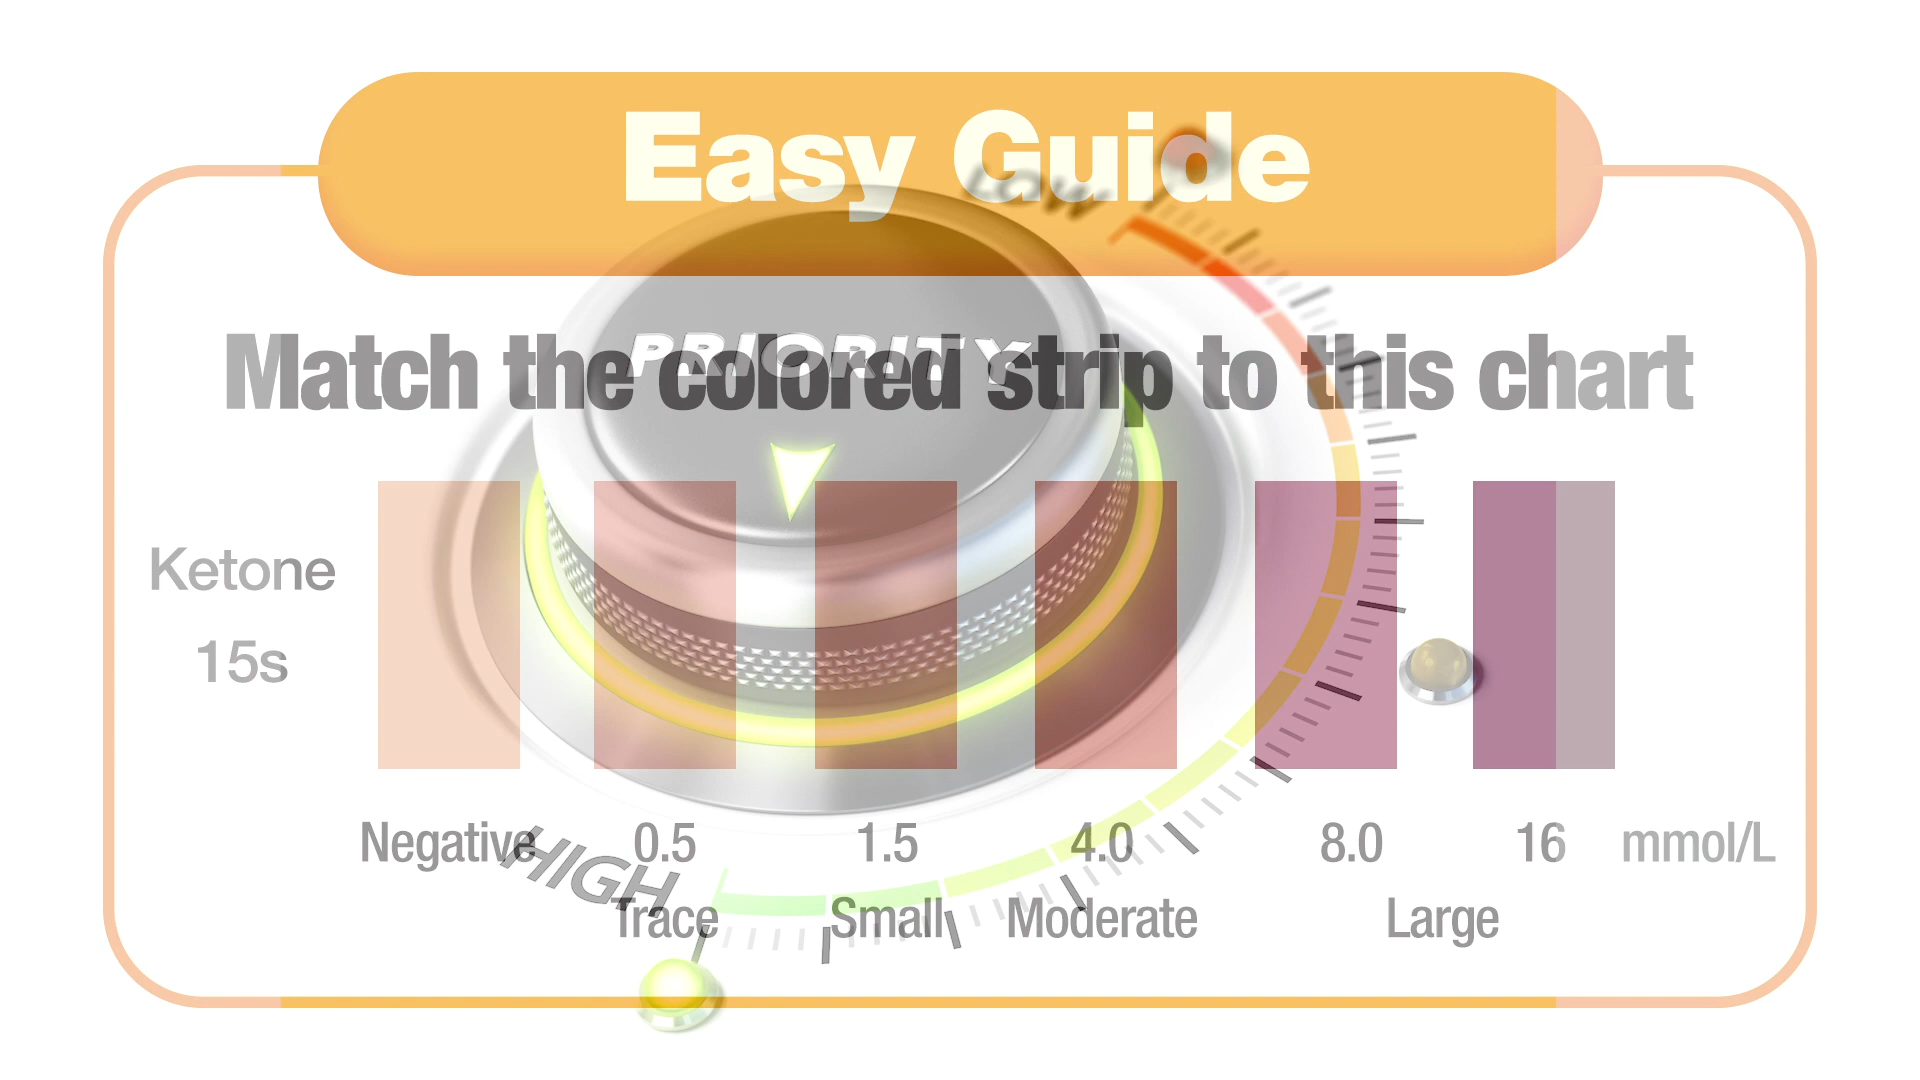 Easy Guide
LOW
PRIORITY
Match the colored strip to this chart
Ketone
15s
Negative 0.5 1.5 4.0 8.0 16 mmol/L
HIGH
Trace Small Moderate Large